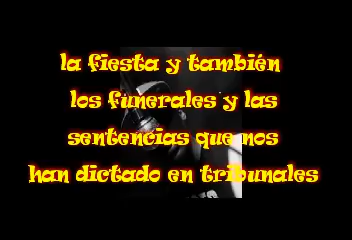 la fiesta y también
los funerales y las
sentencias que nos
han dictado en tribunales